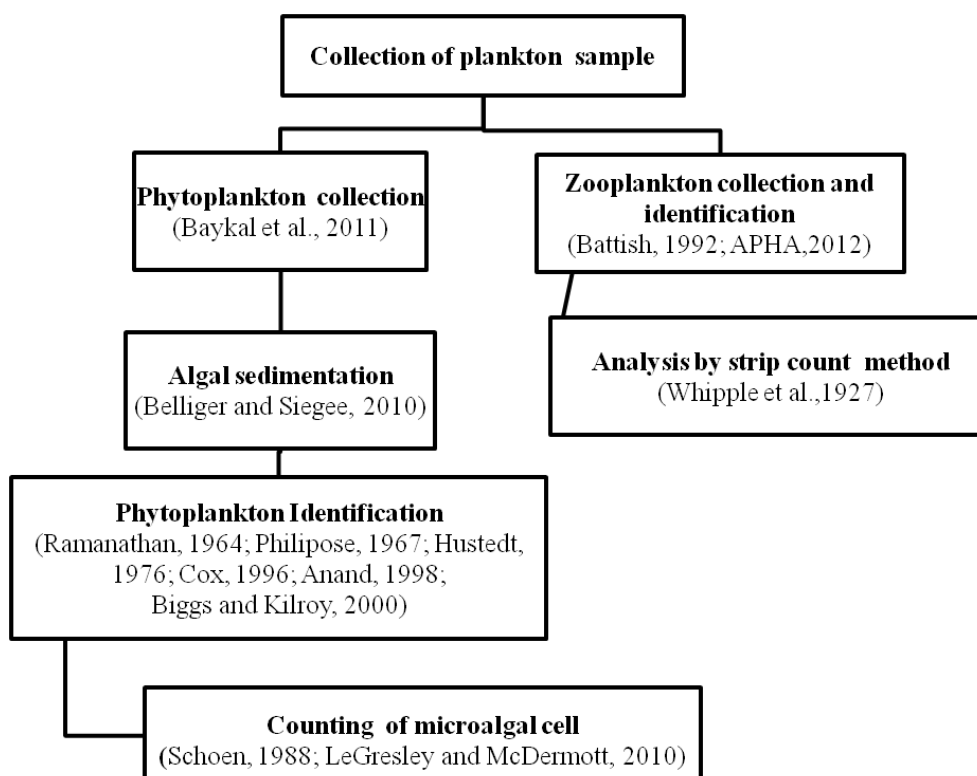 Collection of plankton sample
Phytoplankton collection
(Baykal et al., 2011)
Zooplankton collection and
identification
(Battish, 1992; APHA,2012)
Algal sedimentation
(Belliger and Siegee, 2010)
Analysis by strip count method
(Whipple et al.,1927)
Phytoplankton Identification
(Ramanathan, 1964; Philipose, 1967; Hustedt,
1976; Cox, 1996; Anand, 1998;
Biggs and Kilroy, 2000)
Counting of microalgal cell
(Schoen, 1988; LeGresley and McDermott, 2010)